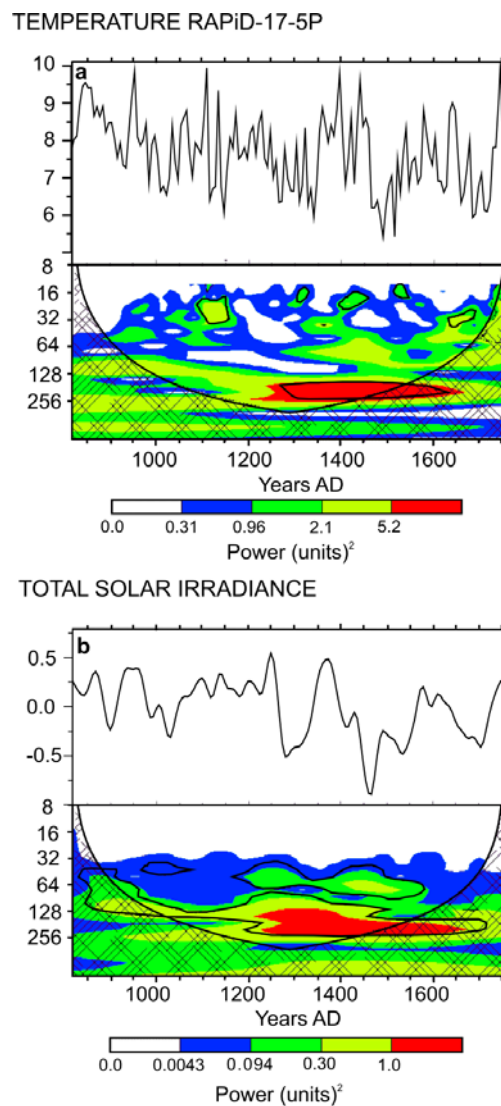 TEMPERATURE RAPiD-17-5P
a
10
9
8
7
6
8
16
32
64
128
256
1000 1200 1400 1600
Years AD
0.0 0.31 0.96 2.1 5.2
Power (units)²
TOTAL SOLAR IRRADIANCE
b
0.5
0.0
-0.5
8
16
32
64
128
256
1000 1200 1400 1600
Years AD
0.0 0.0043 0.094 0.30 1.0
Power (units)²